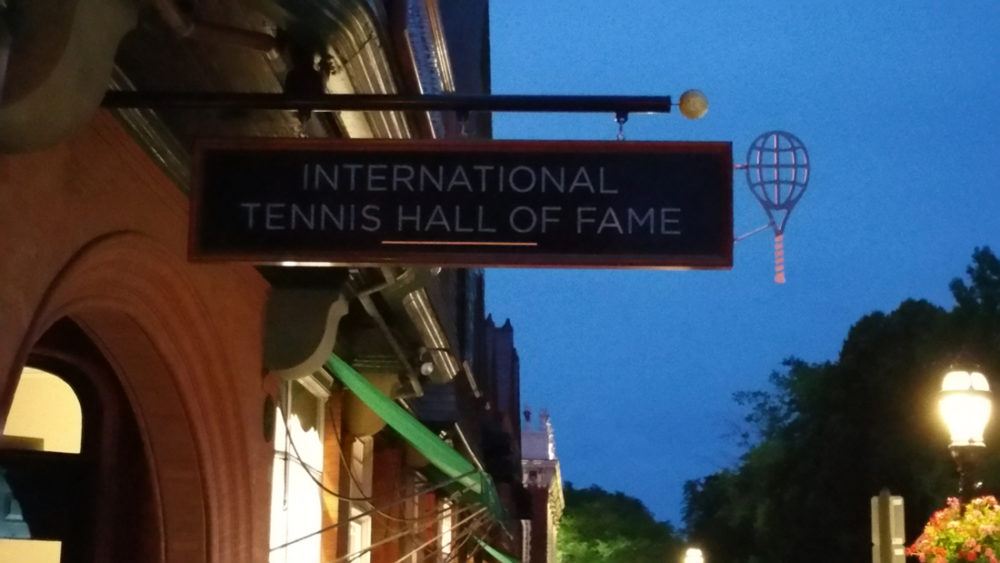 INTERNATIONAL
TENNIS HALL OF FAME